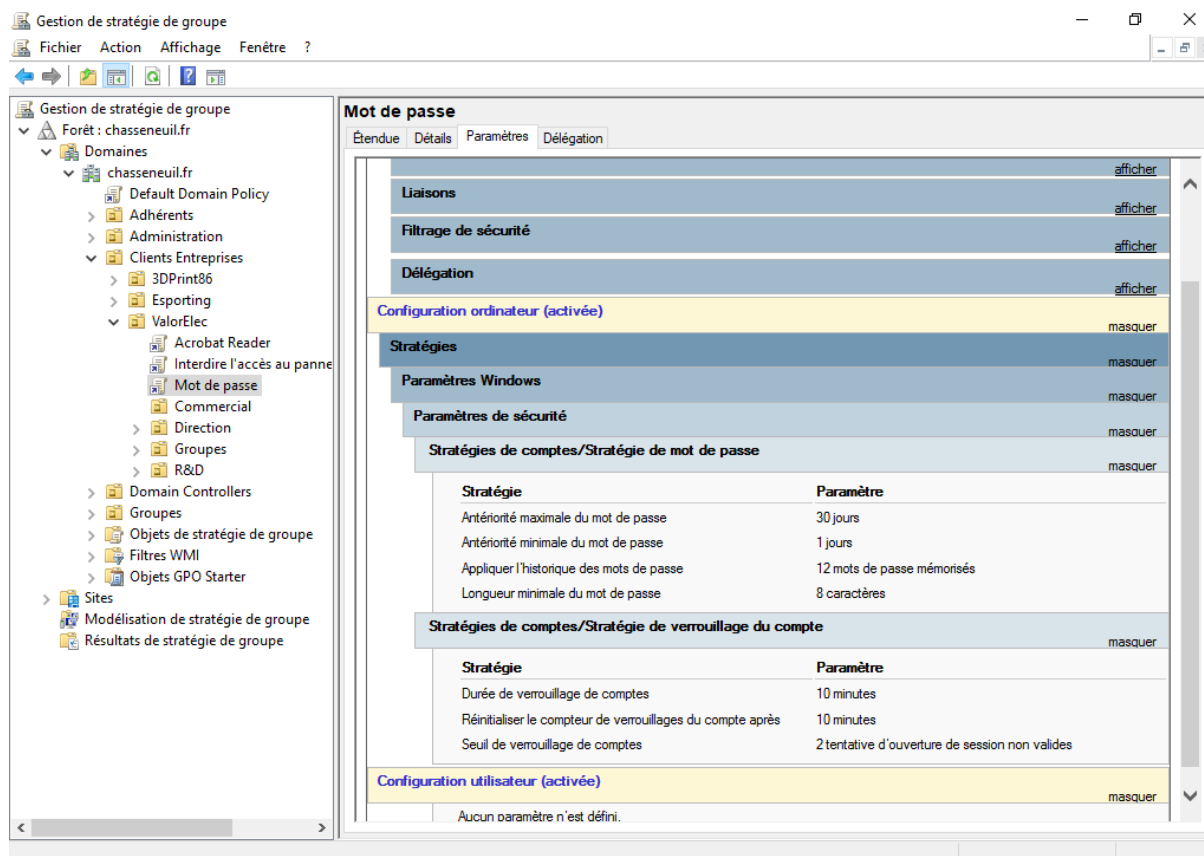 Gestion de stratégie de groupe
Fichier Action Affichage Fenêtre ?
Gestion de stratégie de groupe
Forêt : chasseneuil.fr
Domaines
chasseneuil.fr
Default Domain Policy
Adhérents
Administration
Clients Entreprises
3DPrint86
Esporting
ValorElec
Acrobat Reader
Interdire l'accès au panne
Mot de passe
Commercial
Direction
Groupes
R&D
Domain Controllers
Groupes
Objets de stratégie de groupe
Filtres WMI
Objets GPO Starter
Sites
Modélisation de stratégie de groupe
Résultats de stratégie de groupe
Mot de passe
Étendue Détails Paramètres Délégation
afficher
Liaisons
afficher
Filtrage de sécurité
afficher
Délégation
afficher
Configuration ordinateur (activée)
masquer
Stratégies
masquer
Paramètres Windows
masquer
Paramètres de sécurité
masquer
Stratégies de comptes/Stratégie de mot de passe
masquer
Stratégie Paramètre
Antériorité maximale du mot de passe 30 jours
Antériorité minimale du mot de passe 1 jours
Appliquer l'historique des mots de passe 12 mots de passe mémorisés
Longueur minimale du mot de passe 8 caractères
Stratégies de comptes/Stratégie de verrouillage du compte
masquer
Stratégie Paramètre
Durée de verrouillage de comptes 10 minutes
Réinitialiser le compteur de verrouillages du compte après 10 minutes
Seuil de verrouillage de comptes 2 tentative d'ouverture de session non valides
Configuration utilisateur (activée)
masquer
Aucun paramètre n'est défini.